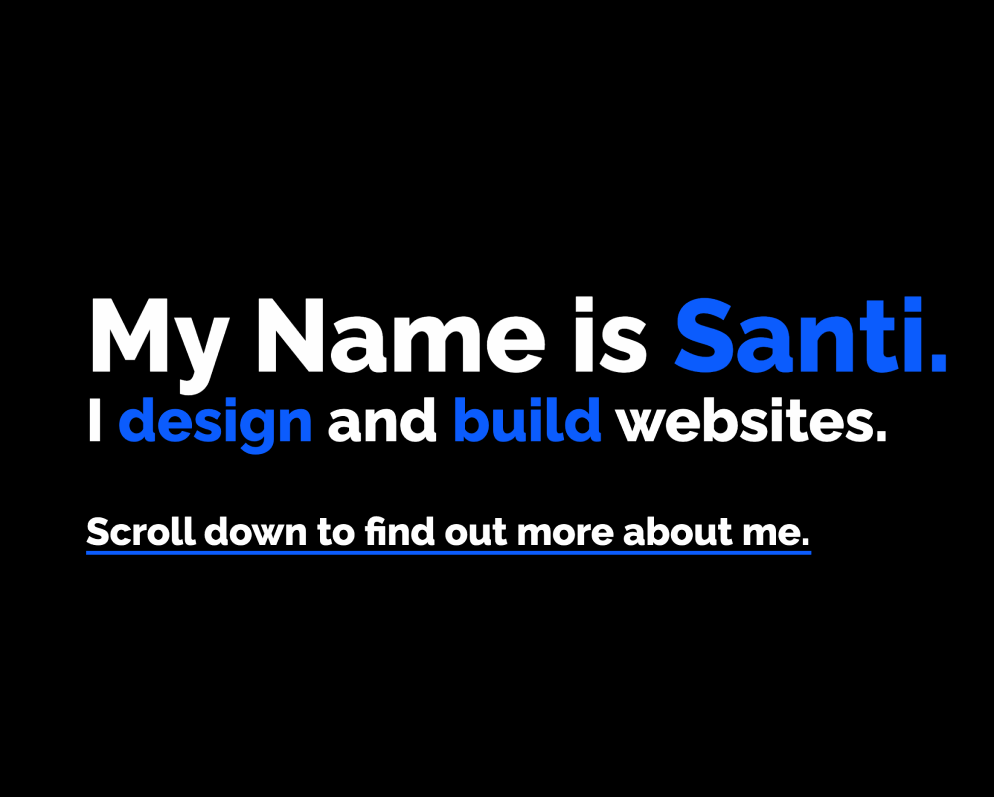 My Name is Santi.
I design and build websites.
Scroll down to find out more about me.